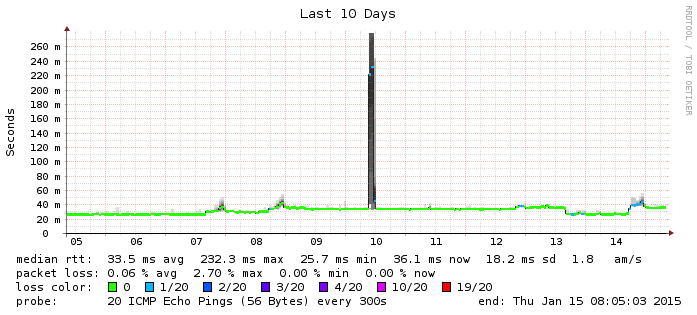 Last 10 Days
RRDTOOL / TOBI OETIKER
Seconds
260 m
240 m
220 m
200 m
180 m
160 m
140 m
120 m
100 m
80 m
60 m
40 m
20 m
0
05 06 07 08 09 10 11 12 13 14
median rtt: 33.5 ms avg 232.3 ms max 25.7 ms min 36.1 ms now 18.2 ms sd 1.8 am/s
packet loss: 0.06 % avg 2.70 % max 0.00 % min 0.00 % now
loss color: 0 1/20 2/20 3/20 4/20 10/20 19/20
probe: 20 ICMP Echo Pings (56 Bytes) every 300s end: Thu Jan 15 08:05:03 2015